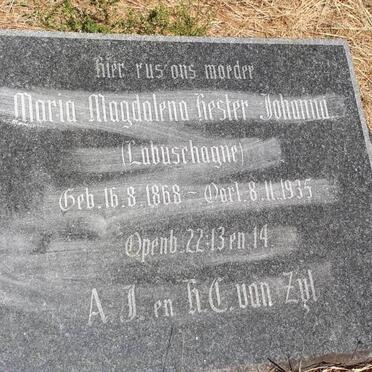 Hier rus ons moeder
Maria Magdalena Hester Johanna
(Labuschagne)
Geb. 16.8.1868 - Oorl. 8.11.1935
Openb. 22:13 en 14.
A. J. en H. C. van Zyl